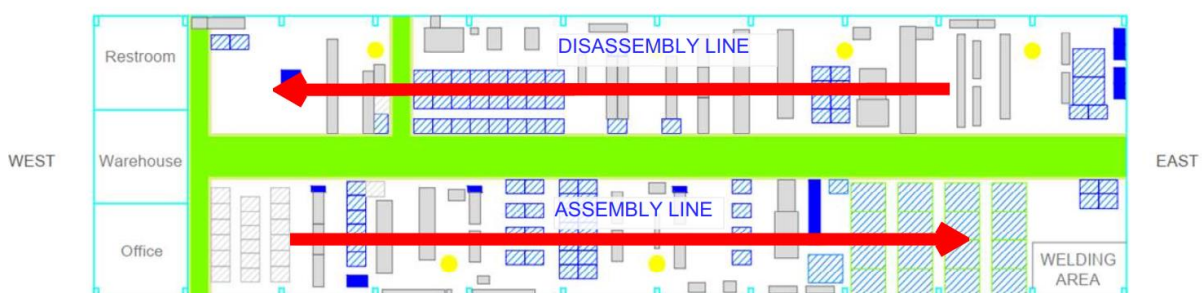 Restroom
DISASSEMBLY LINE
WEST
Warehouse
EAST
ASSEMBLY LINE
Office
WELDING
AREA